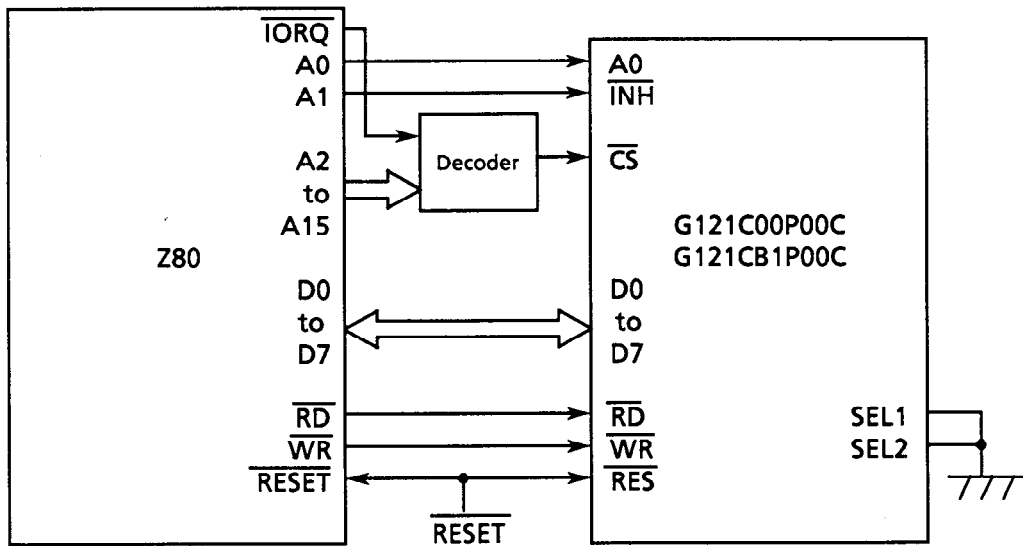 IORQ
A0
A1
A2
to
A15
Z80
D0
to
D7
RD
WR
RESET
Decoder
RESET
A0
INH
CS
G121C00P00C
G121CB1P00C
D0
to
D7
RD
WR
RES
SEL1
SEL2